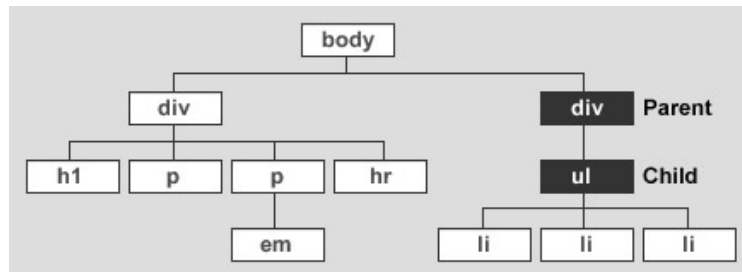 body
div div Parent
h1 p p hr ul Child
em li li li